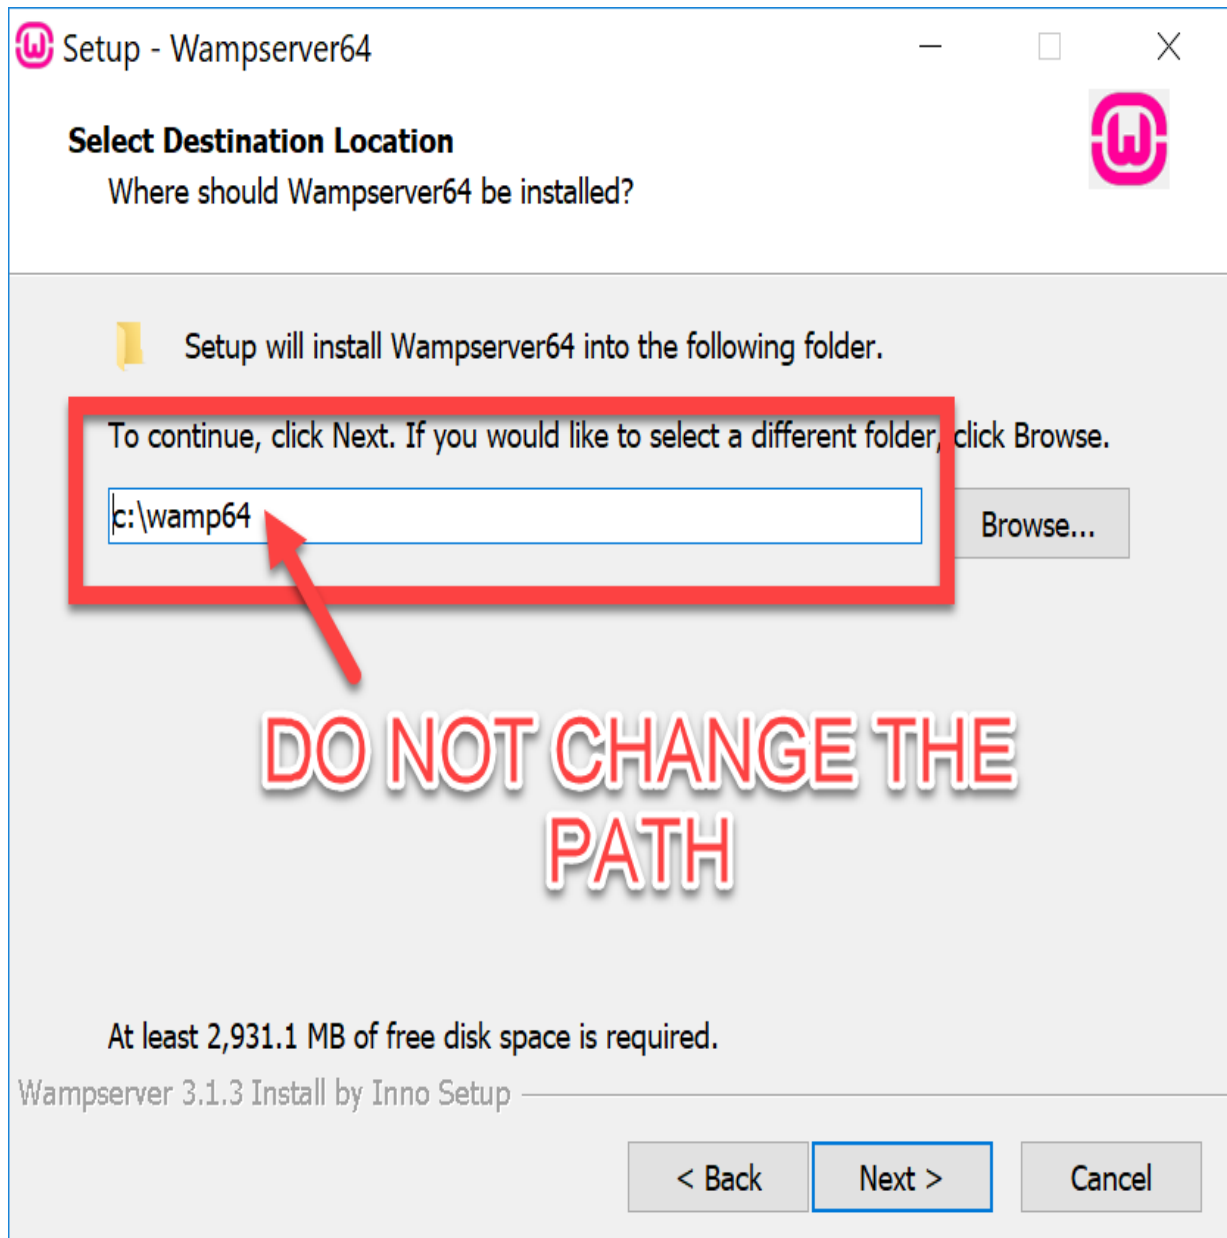 Setup - Wampserver64
Select Destination Location
Where should Wampserver64 be installed?
Setup will install Wampserver64 into the following folder.
To continue, click Next. If you would like to select a different folder, click Browse.
c:\wamp64
Browse...
DO NOT CHANGE THE
PATH
At least 2,931.1 MB of free disk space is required.
Wampserver 3.1.3 Install by Inno Setup
< Back
Next >
Cancel